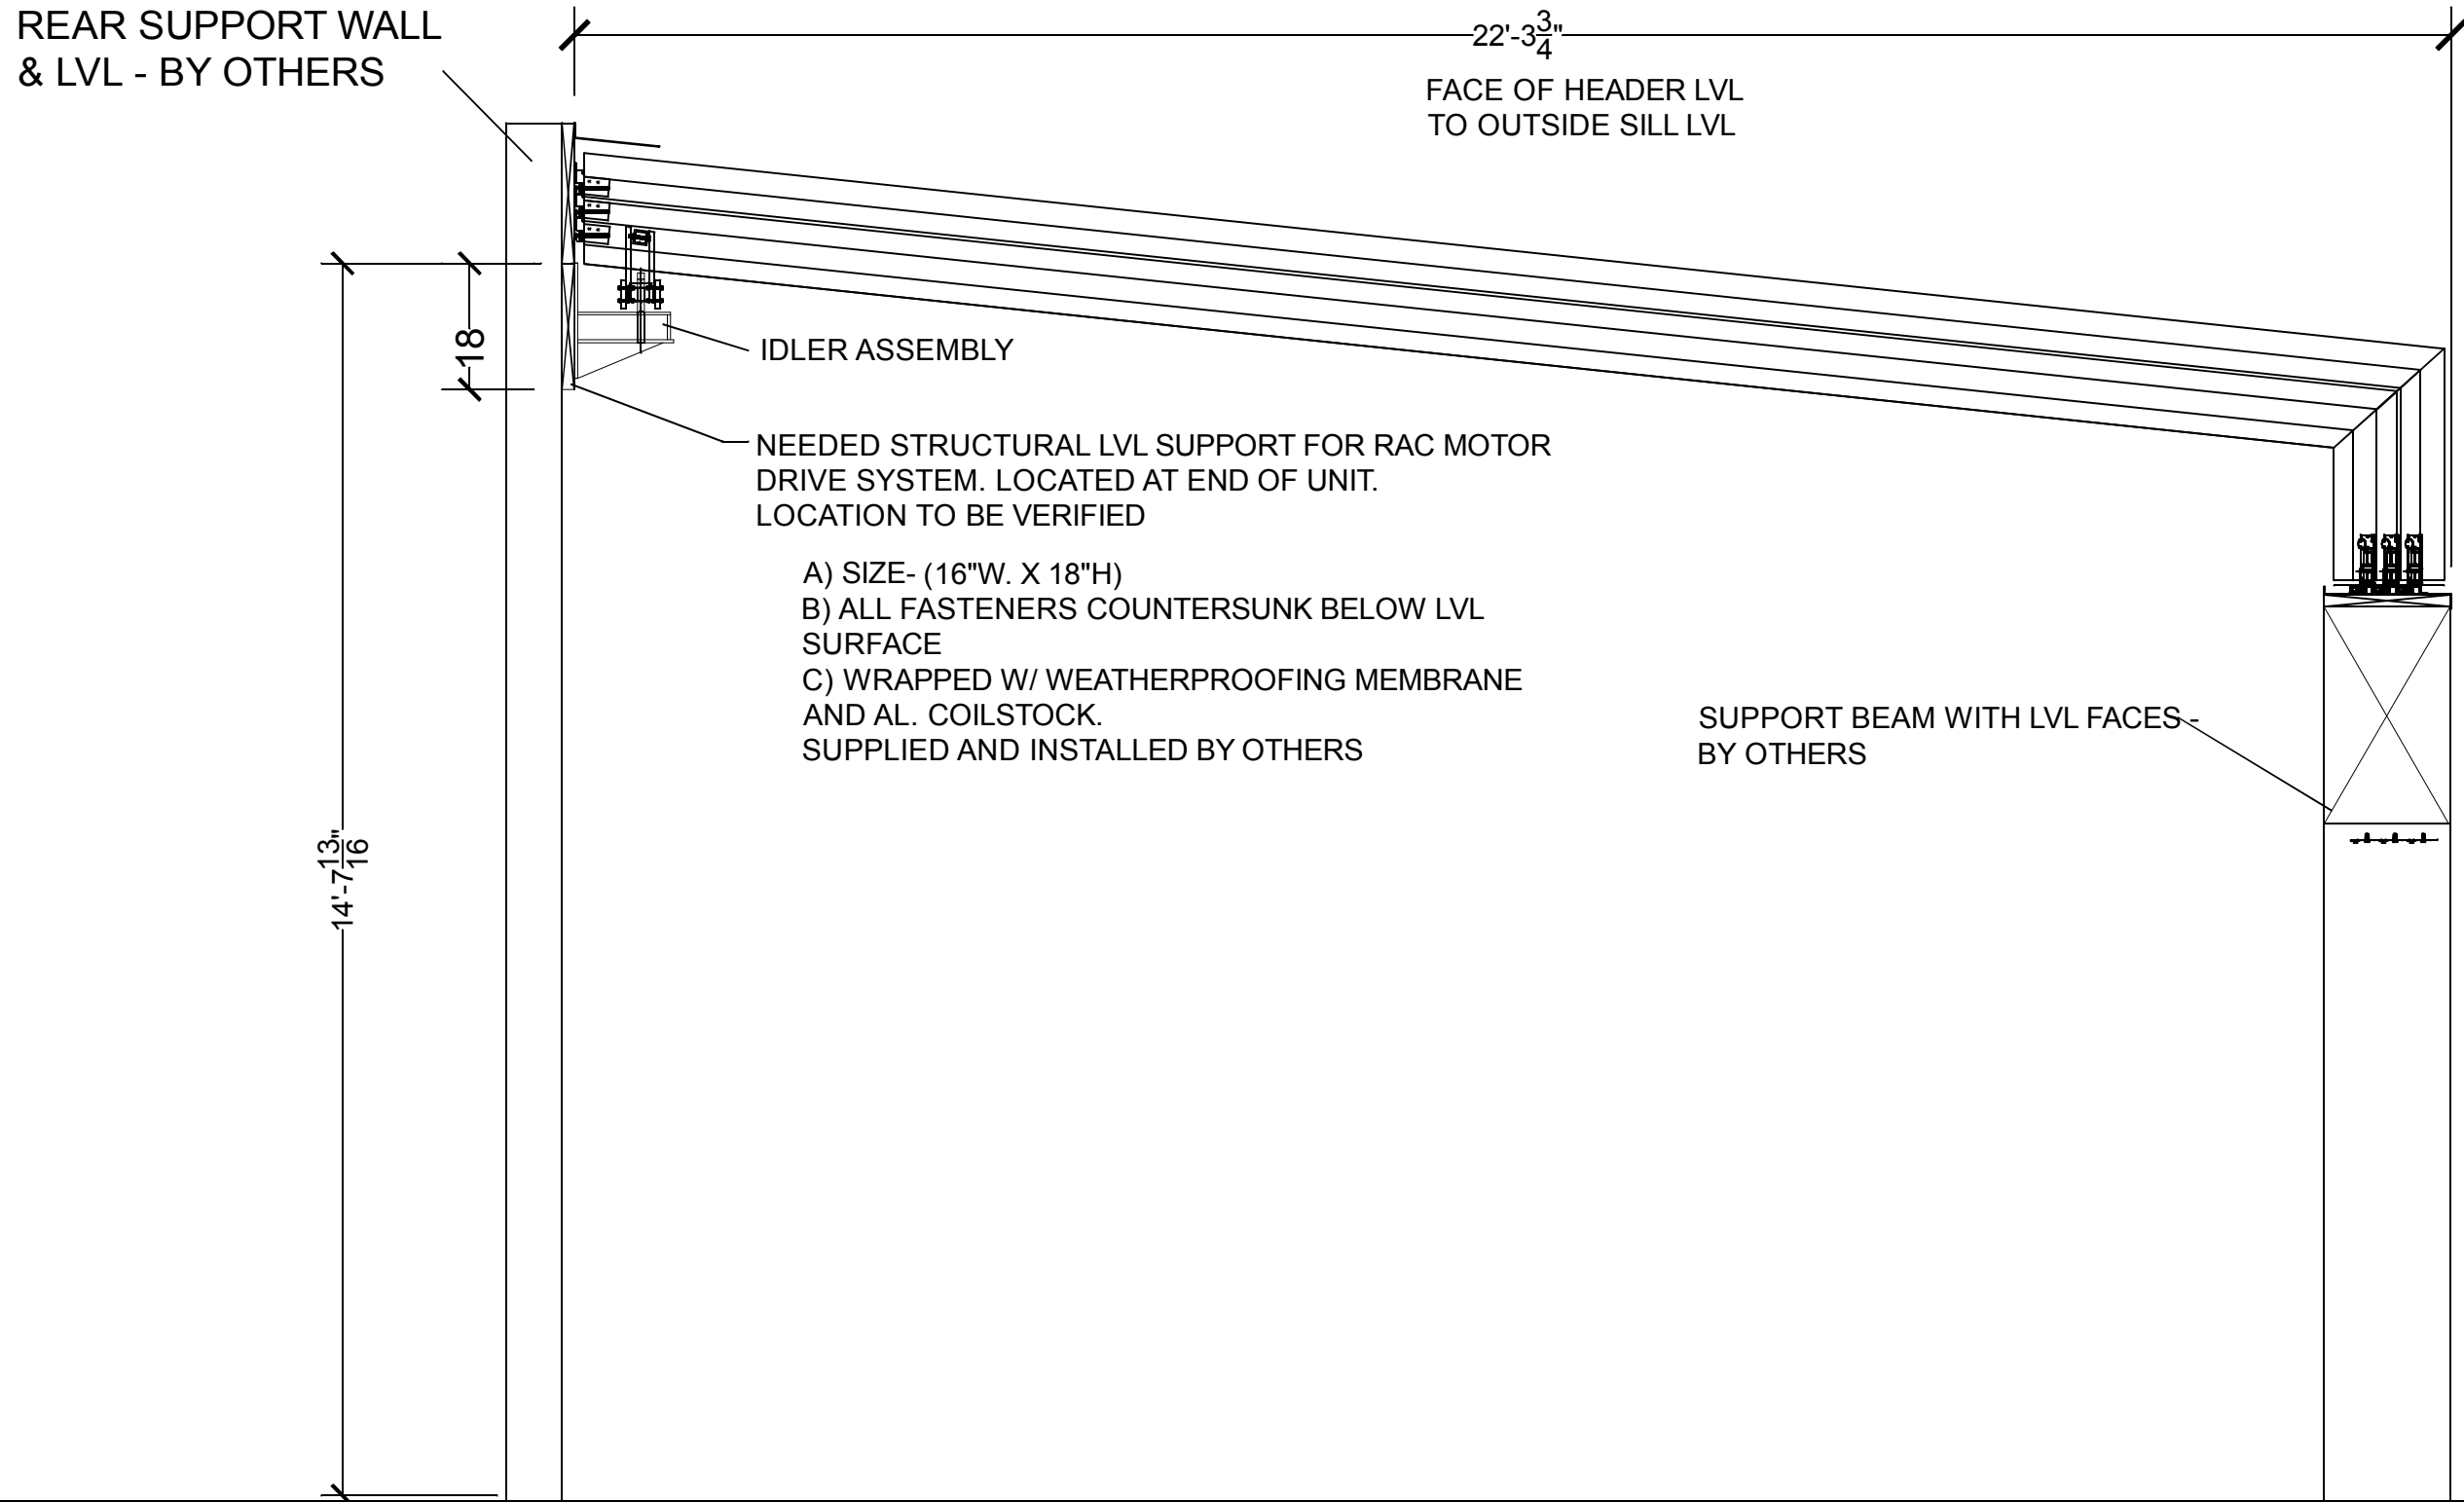 REAR SUPPORT WALL
& LVL - BY OTHERS
22'-3 3/4"
FACE OF HEADER LVL
TO OUTSIDE SILL LVL
18
IDLER ASSEMBLY
NEEDED STRUCTURAL LVL SUPPORT FOR RAC MOTOR
DRIVE SYSTEM. LOCATED AT END OF UNIT.
LOCATION TO BE VERIFIED
A) SIZE- (16"W. X 18"H)
B) ALL FASTENERS COUNTERSUNK BELOW LVL
SURFACE
C) WRAPPED W/ WEATHERPROOFING MEMBRANE
AND AL. COILSTOCK.
SUPPLIED AND INSTALLED BY OTHERS
SUPPORT BEAM WITH LVL FACES -
BY OTHERS
14'-7 13/16"